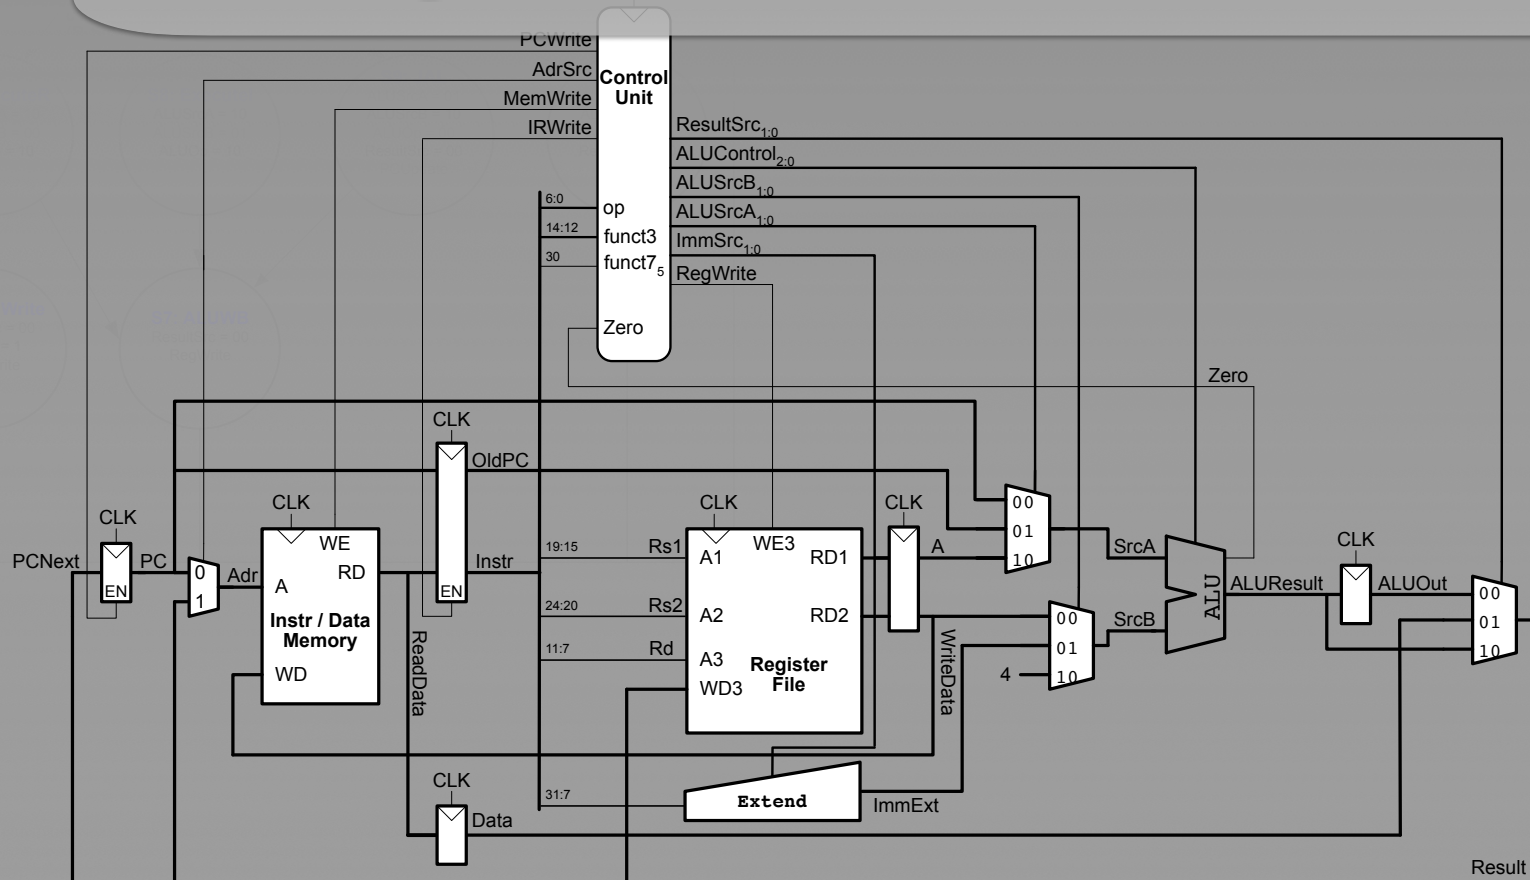 PCWrite
AdrSrc
MemWrite
IRWrite
Control
Unit
ResultSrc1:0
ALUControl2:0
ALUSrcB1:0
ALUSrcA1:0
ImmSrc1:0
RegWrite
6:0
op
14:12
funct3
30
funct75
Zero
Zero
CLK
OldPC
CLK
PCNext
PC
EN
0
1
Adr
CLK
WE
A
RD
Instr / Data
Memory
WD
ReadData
EN
Instr
19:15
Rs1
24:20
Rs2
11:7
Rd
CLK
A1
WE3
RD1
A2
RD2
A3
WD3
Register
File
CLK
A
WriteData
00
01
10
00
01
10
4
SrcA
SrcB
ALU
ALUResult
CLK
ALUOut
00
01
10
31:7
Extend
ImmExt
CLK
Data
Result